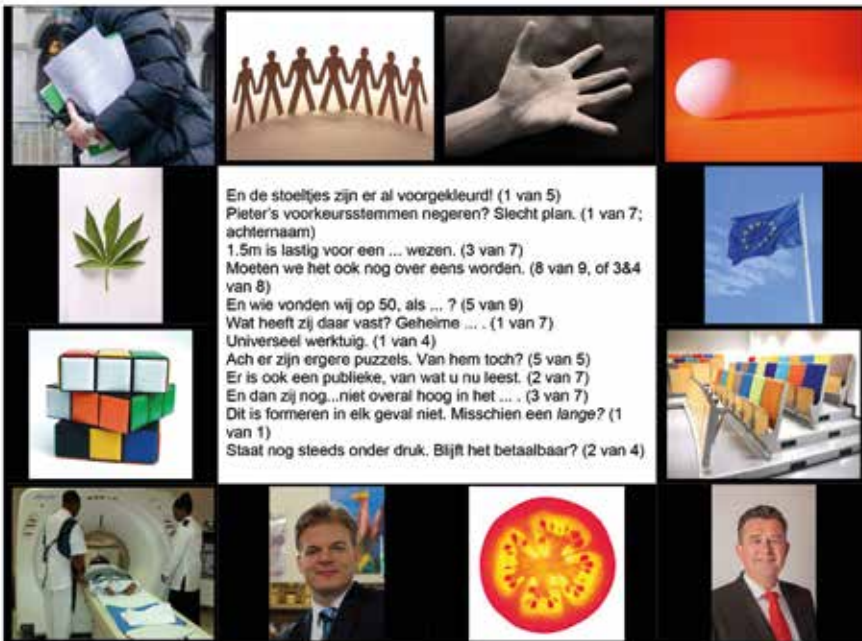 En de stoeltjes zijn er al voorgekleurd! (1 van 5)
Pieter's voorkeursstemmen negeren? Slecht plan. (1 van 7;
achternaam)
1.5m is lastig voor een ... wezen. (3 van 7)
Moeten we het ook nog over eens worden. (8 van 9, of 3&4
van 8)
En wie vonden wij op 50, als ... ? (5 van 9)
Wat heeft zij daar vast? Geheime ... . (1 van 7)
Universeel werktuig. (1 van 4)
Ach er zijn ergere puzzels. Van hem toch? (5 van 5)
Er is ook een publieke, van wat u nu leest. (2 van 7)
En dan zij nog...niet overal hoog in het ... . (3 van 7)
Dit is formeren in elk geval niet. Misschien een lange? (1
van 1)
Staat nog steeds onder druk. Blijft het betaalbaar? (2 van 4)